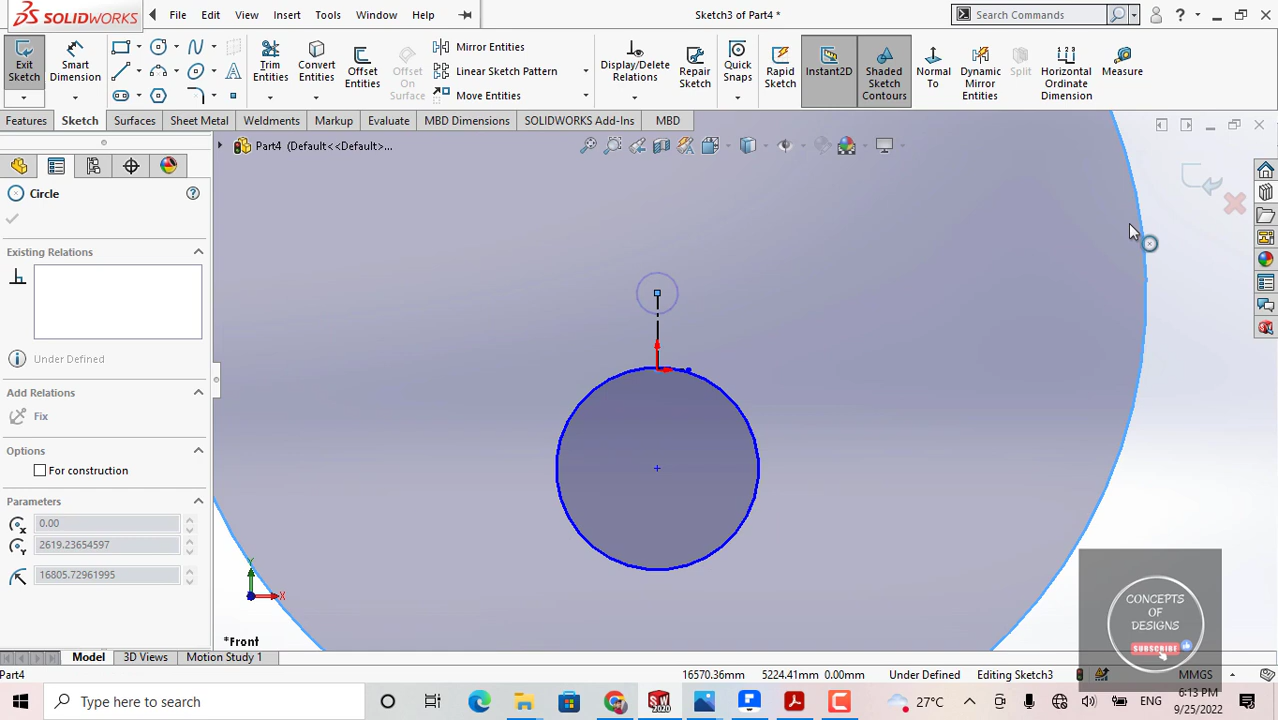 SOLIDWORKS
File
Edit
View
Insert
Tools
Window
Help
Sketch3 of Part4 *
Search Commands
Exit
Sketch
Smart
Dimension
Trim
Entities
Convert
Entities
Offset
Entities
Offset
On
Surface
Mirror Entities
Linear Sketch Pattern
Move Entities
Display/Delete
Relations
Repair
Sketch
Quick
Snaps
Rapid
Sketch
Instant2D
Shaded
Sketch
Contours
Normal
To
Dynamic
Mirror
Entities
Split
Horizontal
Ordinate
Dimension
Measure
Features
Sketch
Surfaces
Sheet Metal
Weldments
Markup
Evaluate
MBD Dimensions
SOLIDWORKS Add-Ins
MBD
Part4 (Default<<Default>...
Circle
Existing Relations
Under Defined
Add Relations
Fix
Options
For construction
Parameters
0.00
2619.23654597
16805.72961995
Y
X
*Front
CONCEPTS
OF
DESIGNS
SUBSCRIBE
Model
3D Views
Motion Study 1
Part4
16570.36mm
5224.41mm
0.00mm
Under Defined
Editing Sketch3
MMGS
Type here to search
SW
2020
27°C
ENG
6:13 PM
9/25/2022